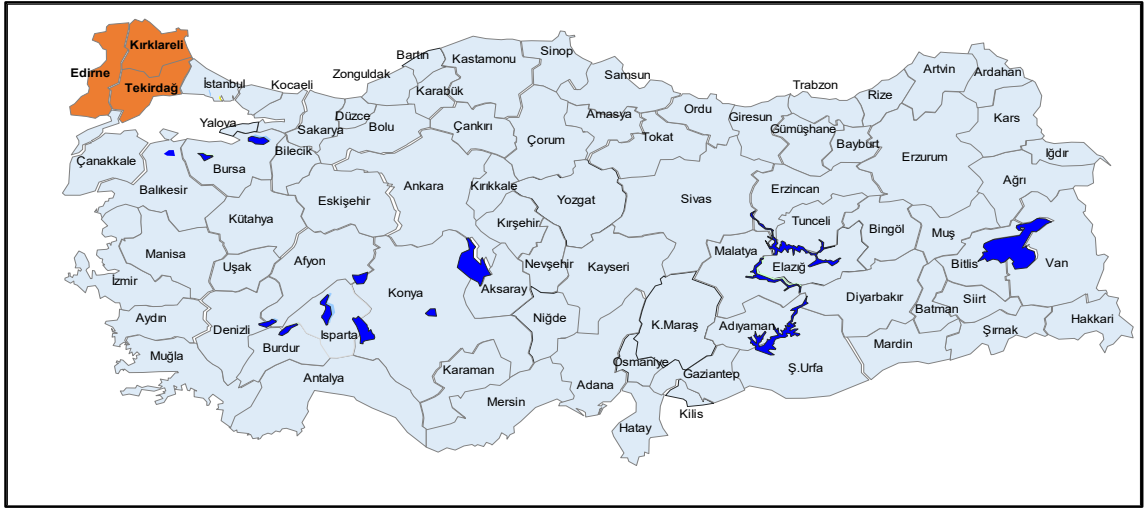 Kırklareli
Edirne
Tekirdağ
İstanbul
Kocaeli
Zonguldak
Bartın
Kastamonu
Sinop
Samsun
Karabük
Yalova
Sakarya
Düzce
Bolu
Çankırı
Çorum
Amasya
Tokat
Ordu
Giresun
Trabzon
Rize
Artvin
Ardahan
Kars
Gümüşhane
Bayburt
Erzurum
Iğdır
Ağrı
Çanakkale
Balıkesir
Bursa
Bilecik
Eskişehir
Ankara
Kırıkkale
Kırşehir
Yozgat
Sivas
Erzincan
Tunceli
Bingöl
Muş
Kütahya
Manisa
Uşak
Afyon
İzmir
Konya
Aksaray
Nevşehir
Kayseri
Malatya
Elazığ
Bitlis
Van
Aydın
Denizli
Isparta
Burdur
Niğde
K.Maraş
Adıyaman
Diyarbakır
Batman
Siirt
Şırnak
Hakkari
Mardin
Muğla
Antalya
Karaman
Mersin
Adana
Osmaniye
Gaziantep
Ş.Urfa
Kilis
Hatay